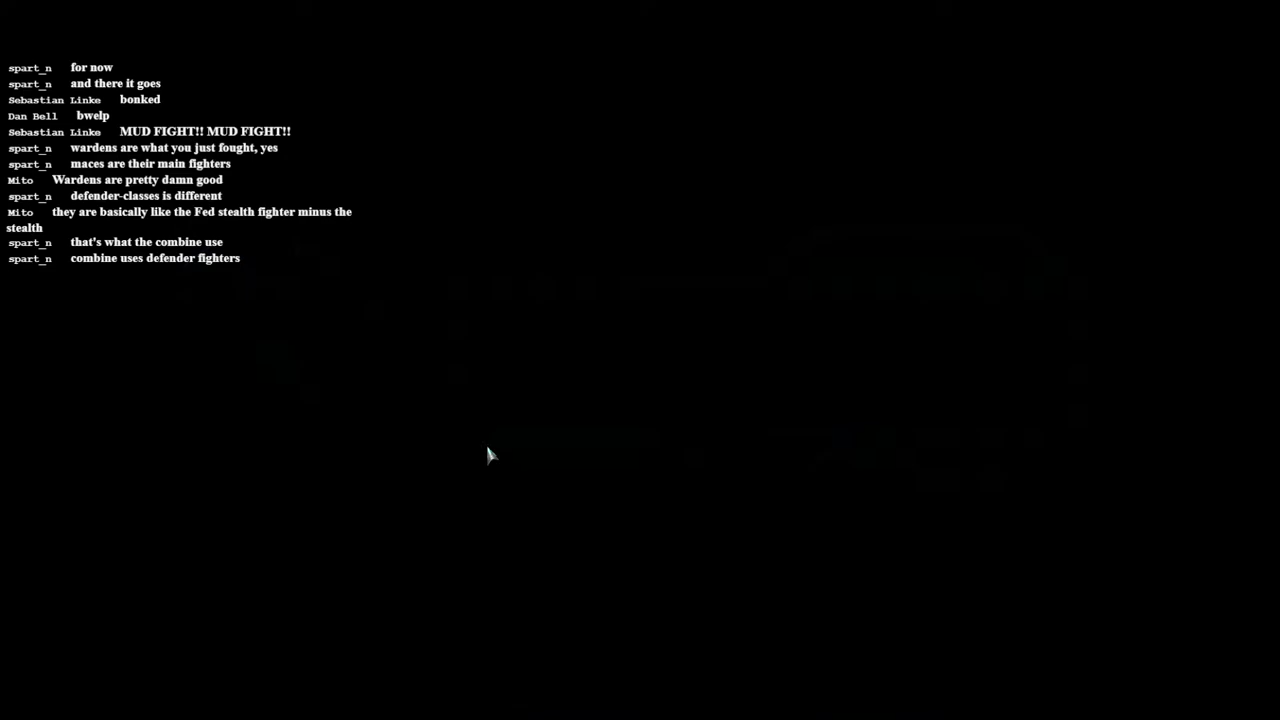 spart_n for now
spart_n and there it goes
Sebastian Linke bonked
Dan Bell bwelp
Sebastian Linke MUD FIGHT!! MUD FIGHT!!
spart_n wardens are what you just fought, yes
spart_n maces are their main fighters
Mito Wardens are pretty damn good
spart_n defender-classes is different
Mito they are basically like the Fed stealth fighter minus the
stealth
spart_n that's what the combine use
spart_n combine uses defender fighters